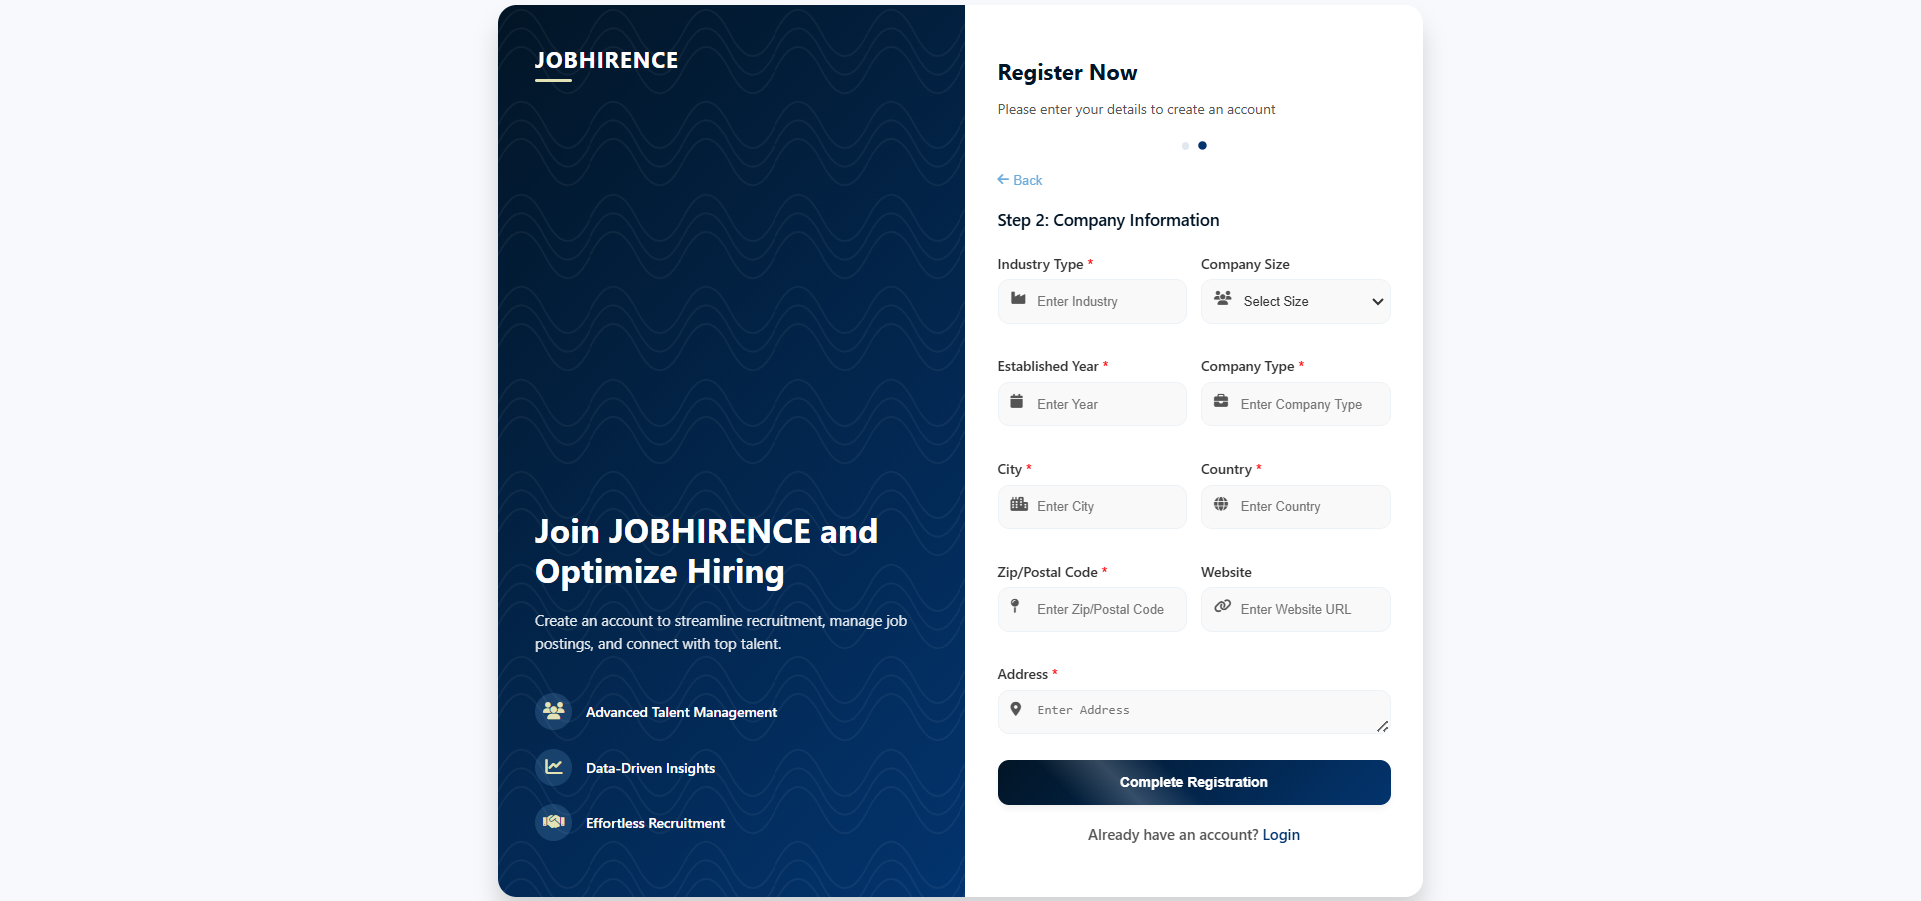 JOBHIRENCE
Join JOBHIRENCE and
Optimize Hiring
Create an account to streamline recruitment, manage job
postings, and connect with top talent.
Advanced Talent Management
Data-Driven Insights
Effortless Recruitment
Register Now
Please enter your details to create an account
Back
Step 2: Company Information
Industry Type *
Enter Industry
Company Size
Select Size
Established Year *
Enter Year
Company Type *
Enter Company Type
City *
Enter City
Country *
Enter Country
Zip/Postal Code *
Enter Zip/Postal Code
Website
Enter Website URL
Address *
Enter Address
Complete Registration
Already have an account? Login